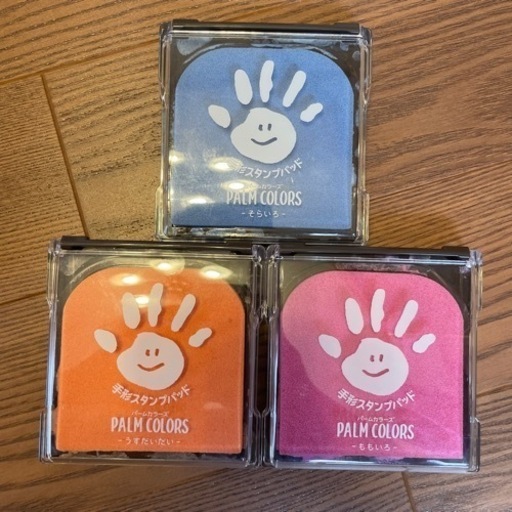 手形スタンプパッド
パームカラーズ
PALM COLORS
-そらいろ-
手形スタンプパッド
パームカラーズ
PALM COLORS
-うすだいだい-
手形スタンプパッド
パームカラーズ
PALM COLORS
-ももいろ-